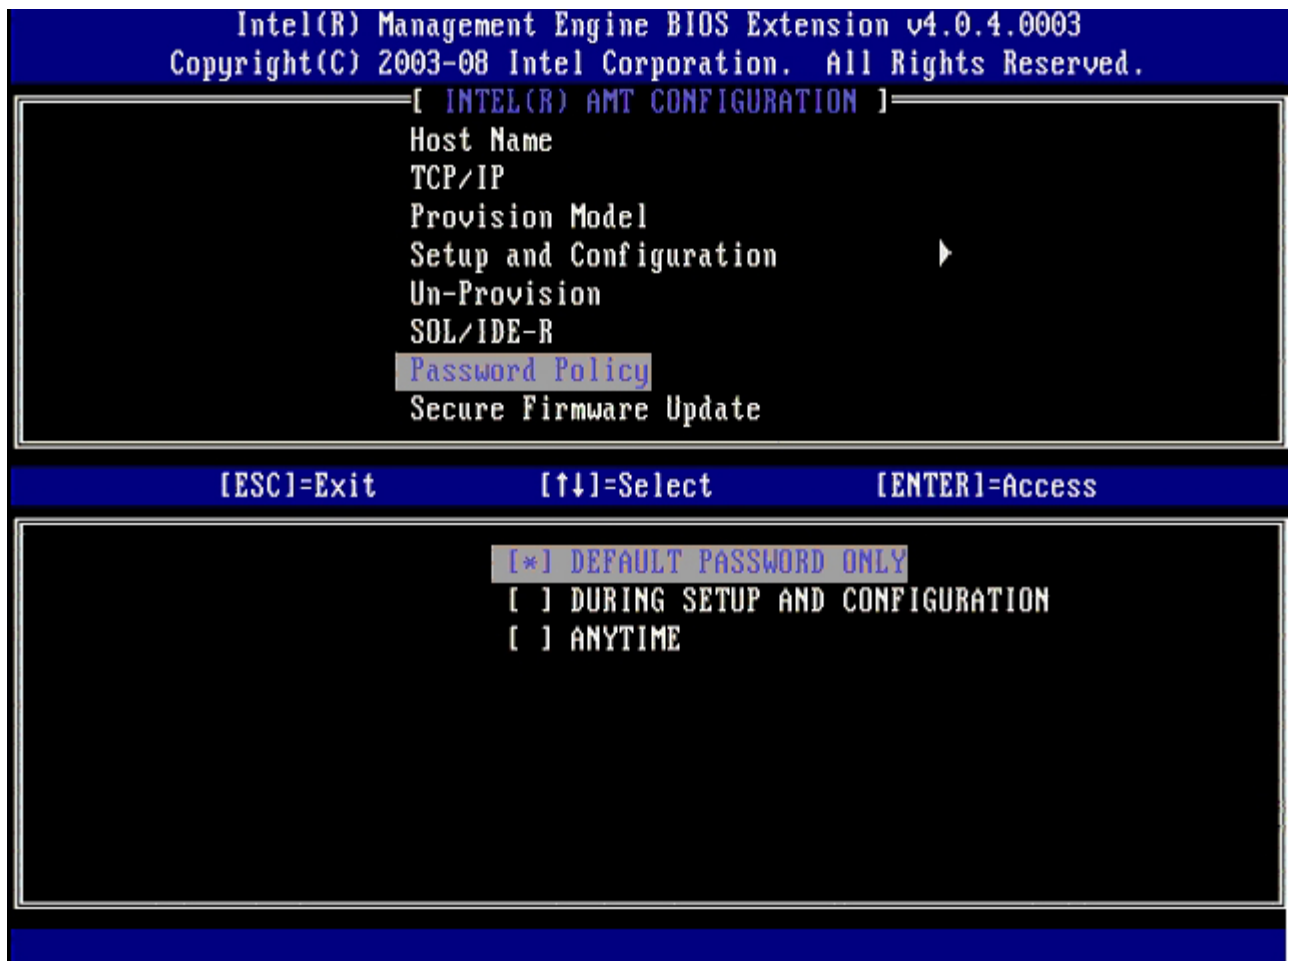 Intel(R) Management Engine BIOS Extension v4.0.4.0003
Copyright(C) 2003-08 Intel Corporation. All Rights Reserved.
[ INTEL(R) AMT CONFIGURATION ]
Host Name
TCP/IP
Provision Model
Setup and Configuration
Un-Provision
SOL/IDE-R
Password Policy
Secure Firmware Update
[ESC]=Exit [↑↓]=Select [ENTER]=Access
[*] DEFAULT PASSWORD ONLY
[ ] DURING SETUP AND CONFIGURATION
[ ] ANYTIME